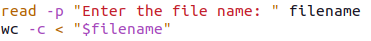 read -p "Enter the file name: " filename
wc -c < "$filename"